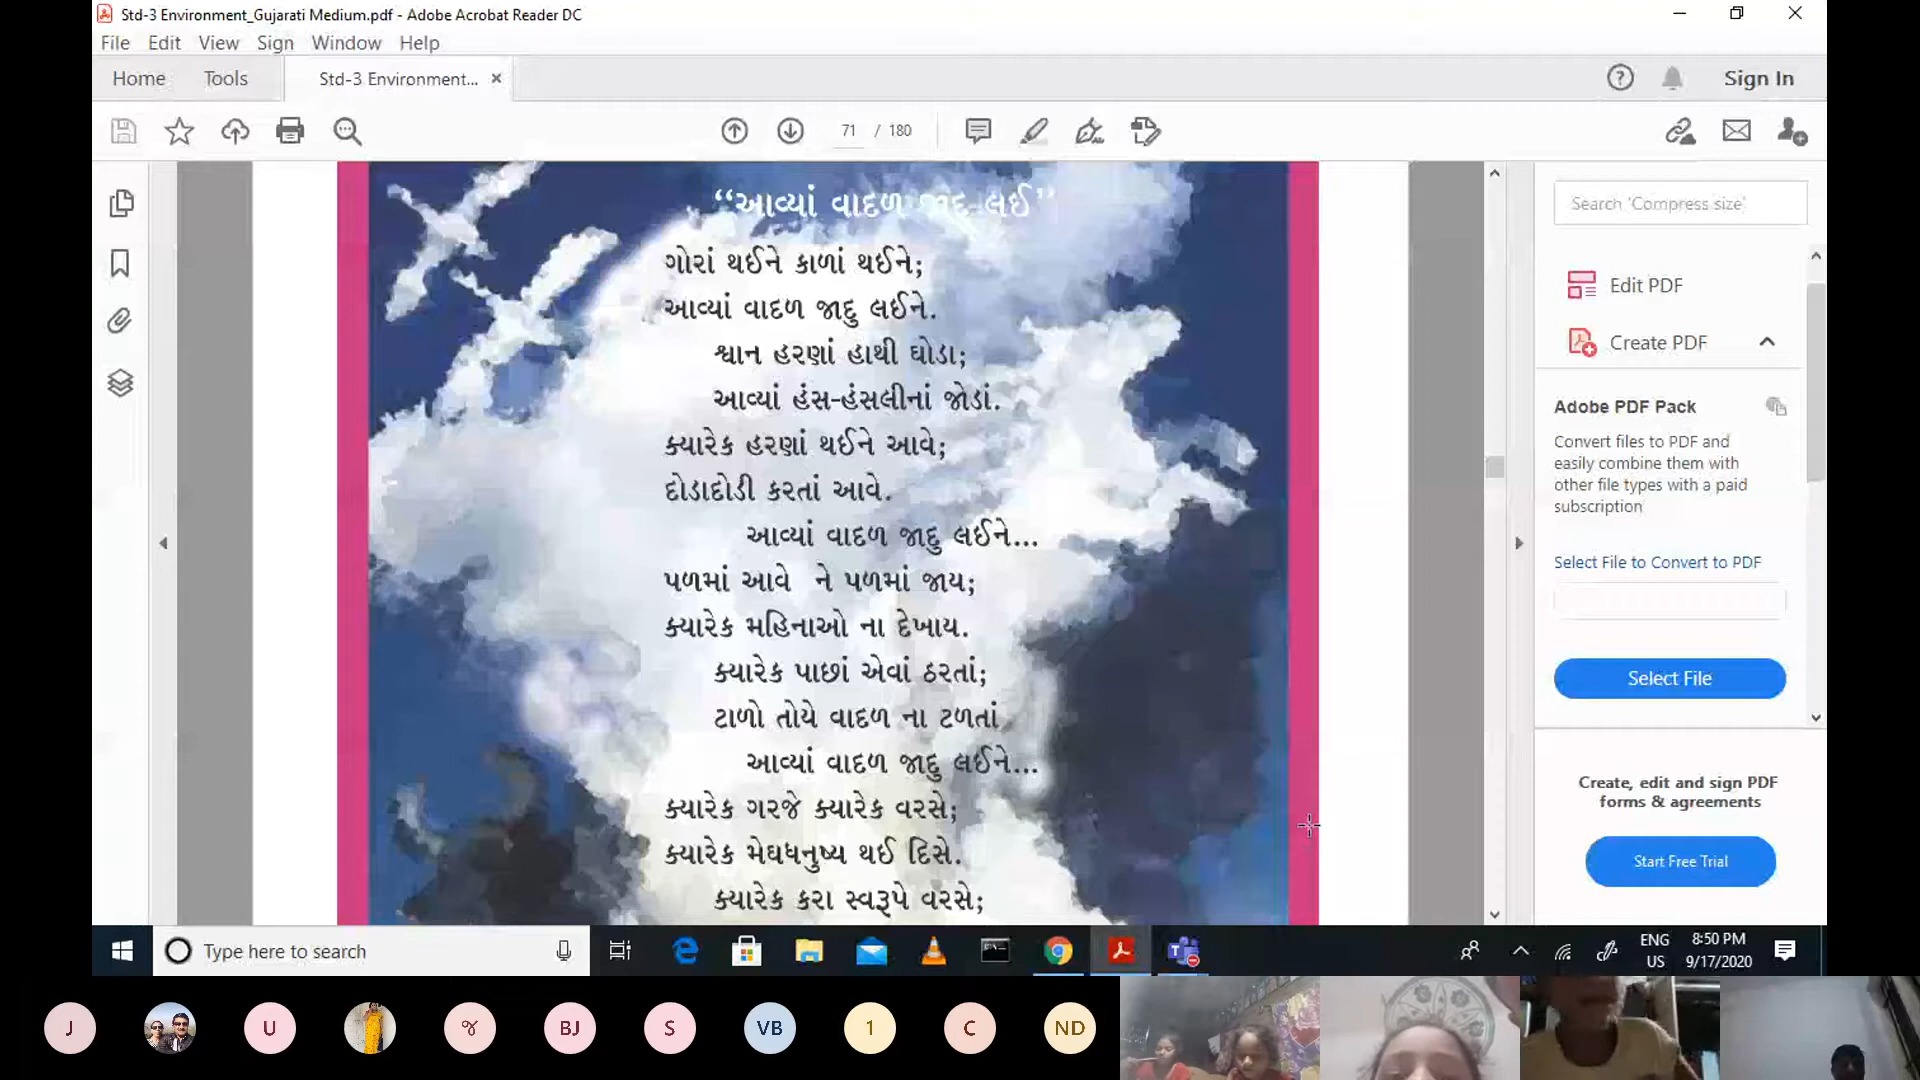 Std-3 Environment_Gujarati Medium.pdf - Adobe Acrobat Reader DC
File Edit View Sign Window Help
Home Tools Std-3 Environment... × Sign In
71 / 180
“આવ્યાં વાદળ જાદુ લઈ”
ગોરાં થઈને કાળાં થઈને;
આવ્યાં વાદળ જાદુ લઈને.
શ્વાન હરણાં હાથી ઘોડા;
આવ્યાં હંસ-હંસલીનાં જોડાં.
ક્યારેક હરણાં થઈને આવે;
દોડાદોડી કરતાં આવે.
આવ્યાં વાદળ જાદુ લઈને...
પળમાં આવે ને પળમાં જાય;
ક્યારેક મહિનાઓ ના દેખાય.
ક્યારેક પાછાં એવાં ઠરતાં;
ટાળો તોયે વાદળ ના ટળતાં
આવ્યાં વાદળ જાદુ લઈને...
ક્યારેક ગરજે ક્યારેક વરસે;
ક્યારેક મેઘધનુષ્ય થઈ દિસે.
ક્યારેક કરા સ્વરૂપે વરસે;
Search 'Compress size'
Edit PDF
Create PDF
Adobe PDF Pack
Convert files to PDF and
easily combine them with
other file types with a paid
subscription
Select File to Convert to PDF
Select File
Create, edit and sign PDF
forms & agreements
Start Free Trial
Type here to search
ENG
US
8:50 PM
9/17/2020
J U જ BJ S VB 1 C ND